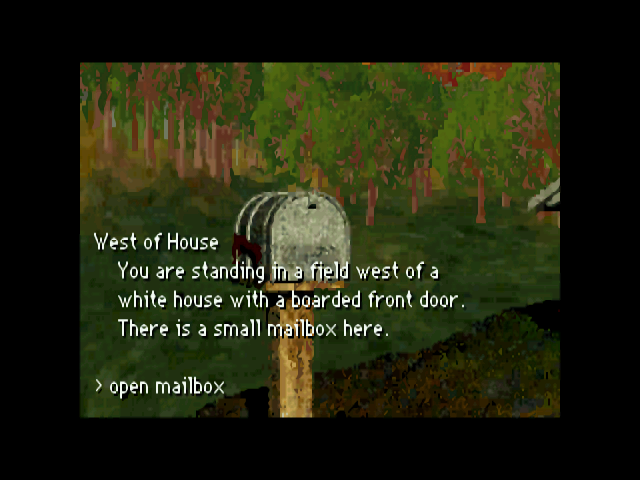 West of House
You are standing in a field west of a
white house with a boarded front door.
There is a small mailbox here.
> open mailbox